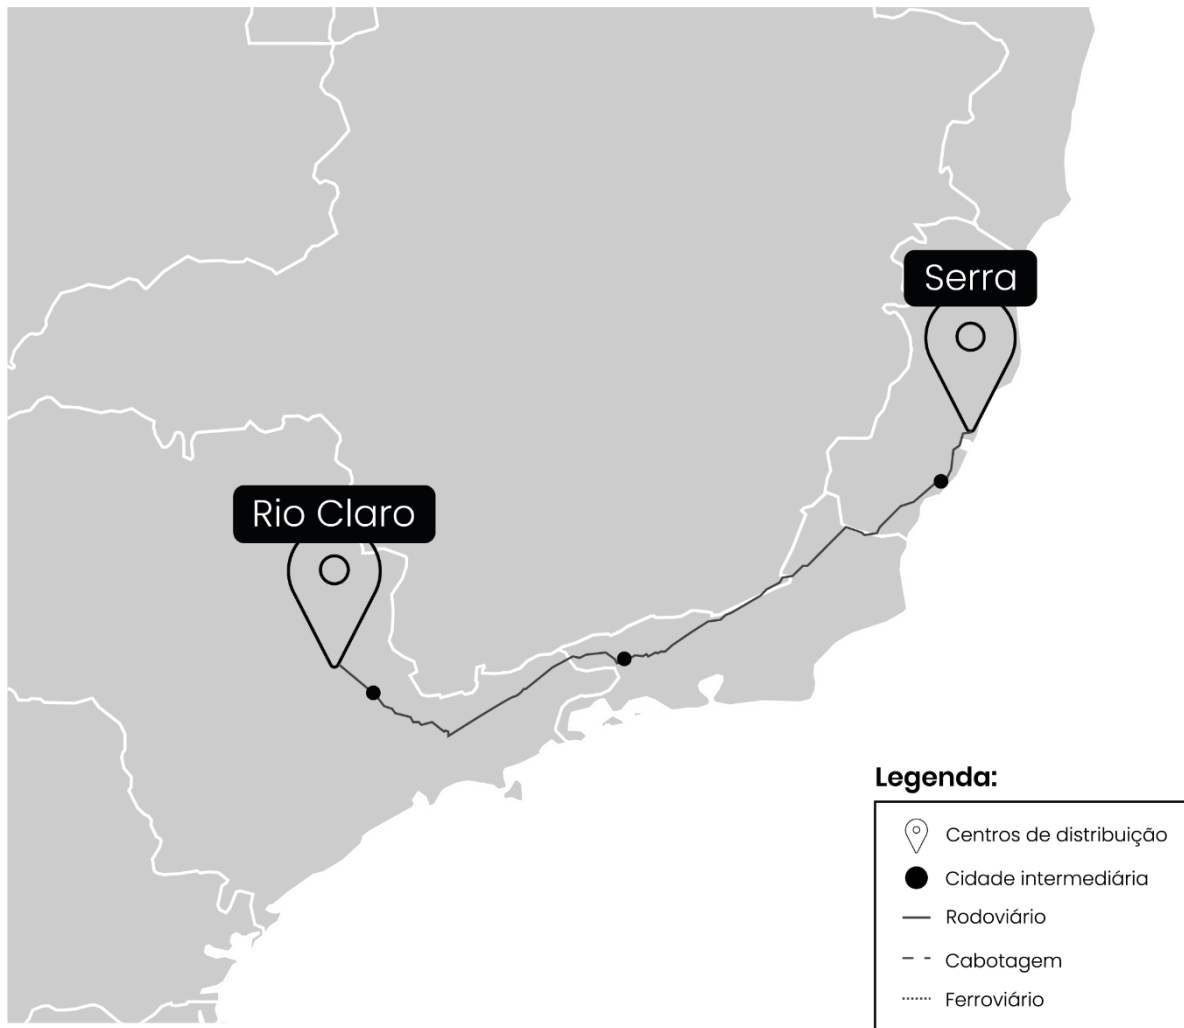 Serra
Rio Claro
Legenda:
Centros de distribuição
Cidade intermediária
Rodoviário
Cabotagem
Ferroviário